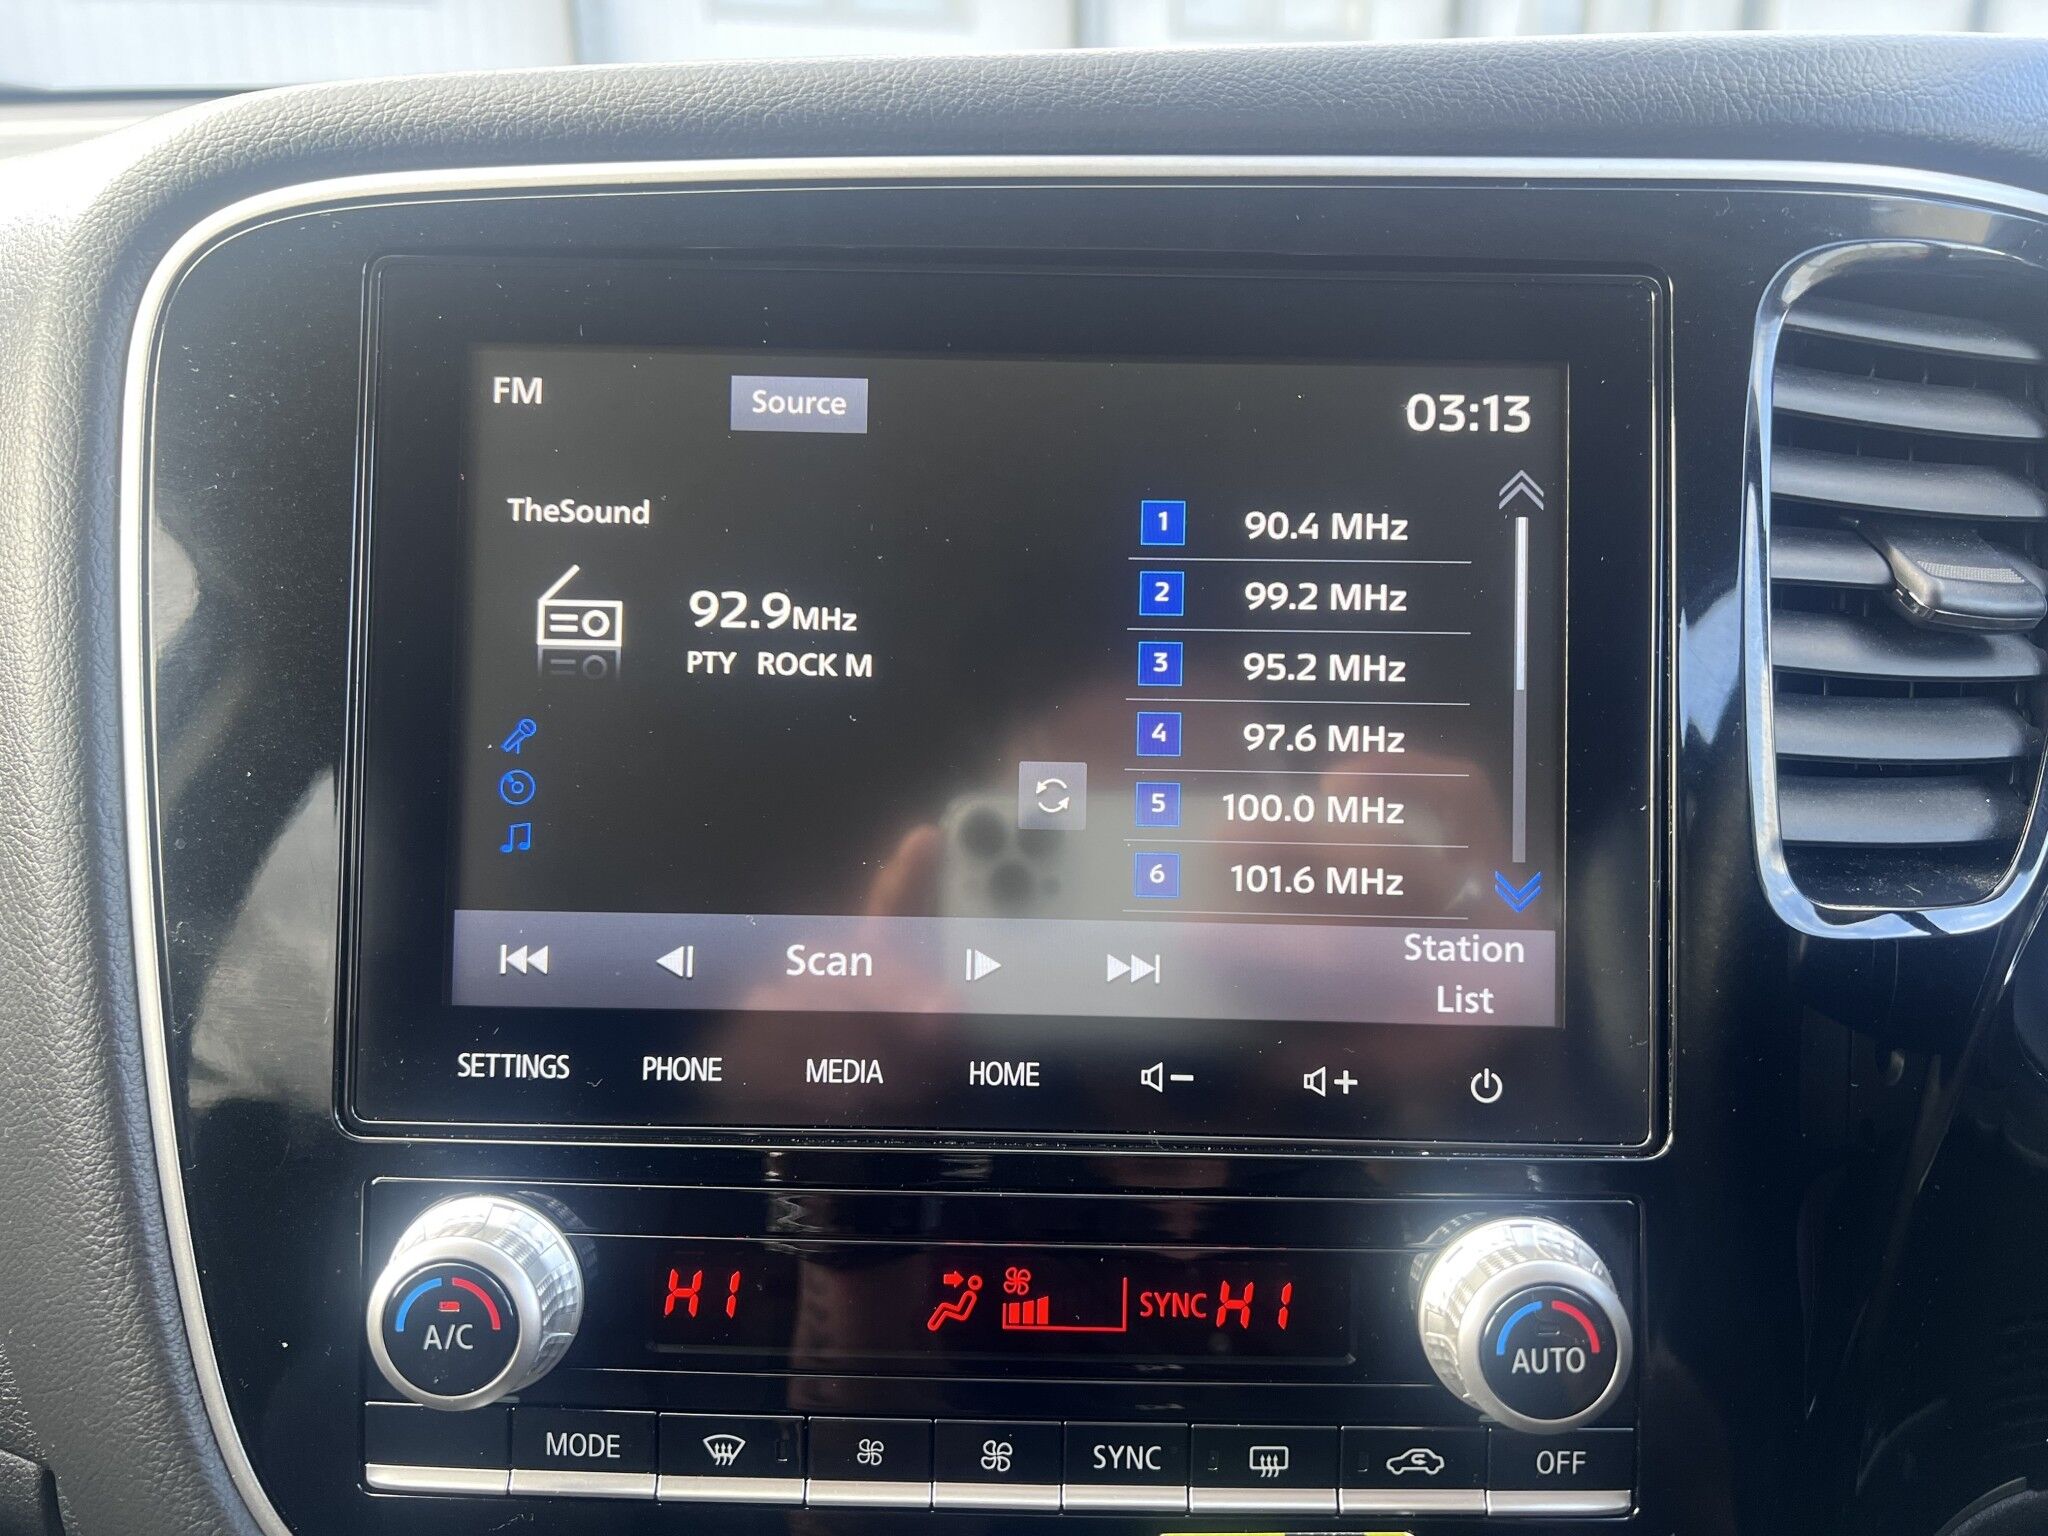 FM
Source
03:13
TheSound
92.9MHz
PTY ROCK M
1 90.4 MHz
2 99.2 MHz
3 95.2 MHz
4 97.6 MHz
5 100.0 MHz
6 101.6 MHz
Scan
Station
List
SETTINGS PHONE MEDIA HOME
HI SYNC HI
A/C
AUTO
MODE SYNC OFF